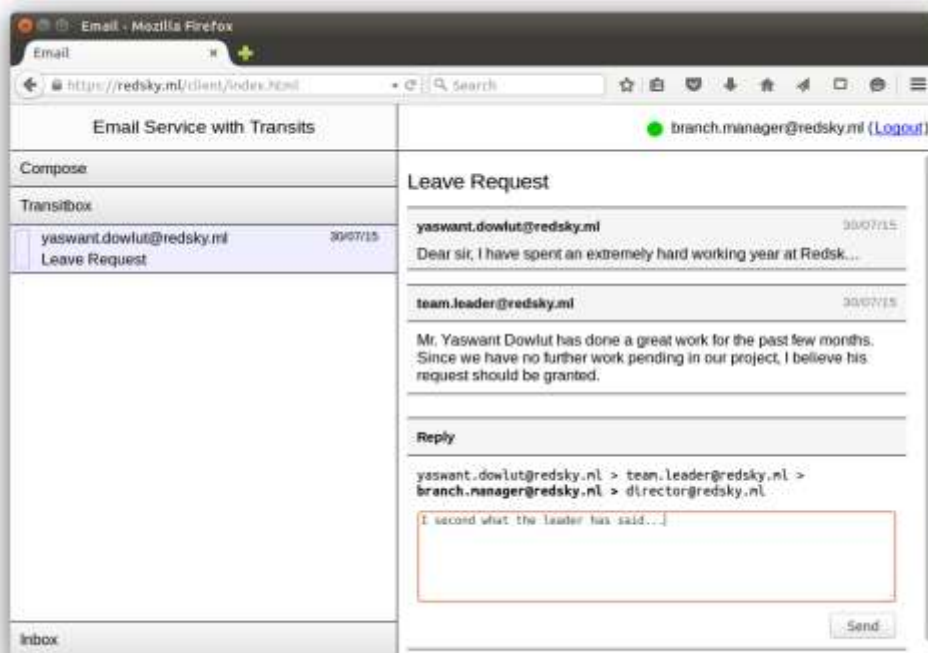 Email - Mozilla Firefox
Email
https://redsky.ml/client/index.html
Search
Email Service with Transits
branch.manager@redsky.ml (Logout)
Compose
Transitbox
yaswant.dowlut@redsky.ml 30/07/15
Leave Request
Inbox
Leave Request
yaswant.dowlut@redsky.ml 30/07/15
Dear sir, I have spent an extremely hard working year at Redsk...
team.leader@redsky.ml 30/07/15
Mr. Yaswant Dowlut has done a great work for the past few months.
Since we have no further work pending in our project, I believe his
request should be granted.
Reply
yaswant.dowlut@redsky.ml > team.leader@redsky.ml >
branch.manager@redsky.ml > director@redsky.ml
I second what the leader has said...
Send